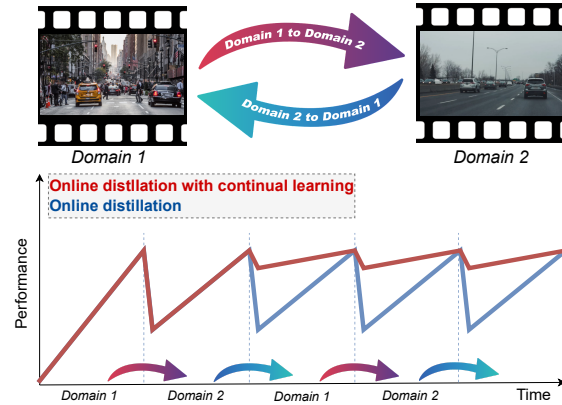 Domain 1 to Domain 2
Domain 2 to Domain 1
Domain 1
Domain 2
Online distllation with continual learning
Online distillation
Performance
Domain 1
Domain 2
Domain 1
Domain 2
Time